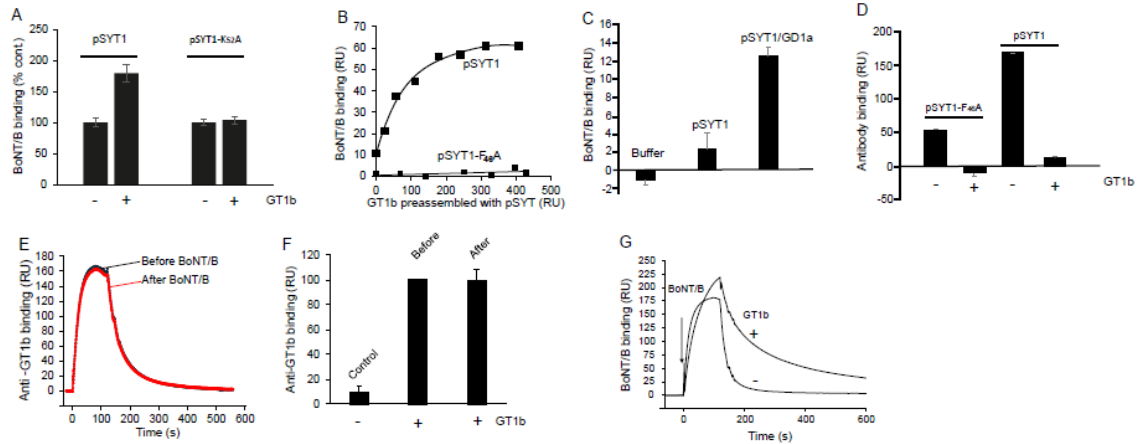 A
BoNT/B binding (% cont.)
250
200
150
100
50
0
pSYT1
pSYT1-K52A
-
+
-
+
GT1b
B
BoNT/B binding (RU)
70
60
50
40
30
20
10
0
pSYT1
pSYT1-F46A
0
100
200
300
400
500
GT1b preassembled with pSYT (RU)
C
BoNT/B binding (RU)
14
12
10
8
6
4
2
0
-2
Buffer
pSYT1
pSYT1/GD1a
D
Antibody binding (RU)
200
150
100
50
0
-50
pSYT1-F46A
pSYT1
-
+
-
+
GT1b
E
Anti -GT1b binding (RU)
180
160
140
120
100
80
60
40
20
0
Before BoNT/B
After BoNT/B
0
100
200
300
400
500
600
Time (s)
F
Anti-GT1b binding (RU)
120
100
80
60
40
20
0
Control
Before
After
-
+
+
GT1b
G
BoNT/B binding (RU)
250
225
200
175
150
125
100
75
50
25
0
BoNT/B
GT1b
+
-
0
200
400
600
Time (s)